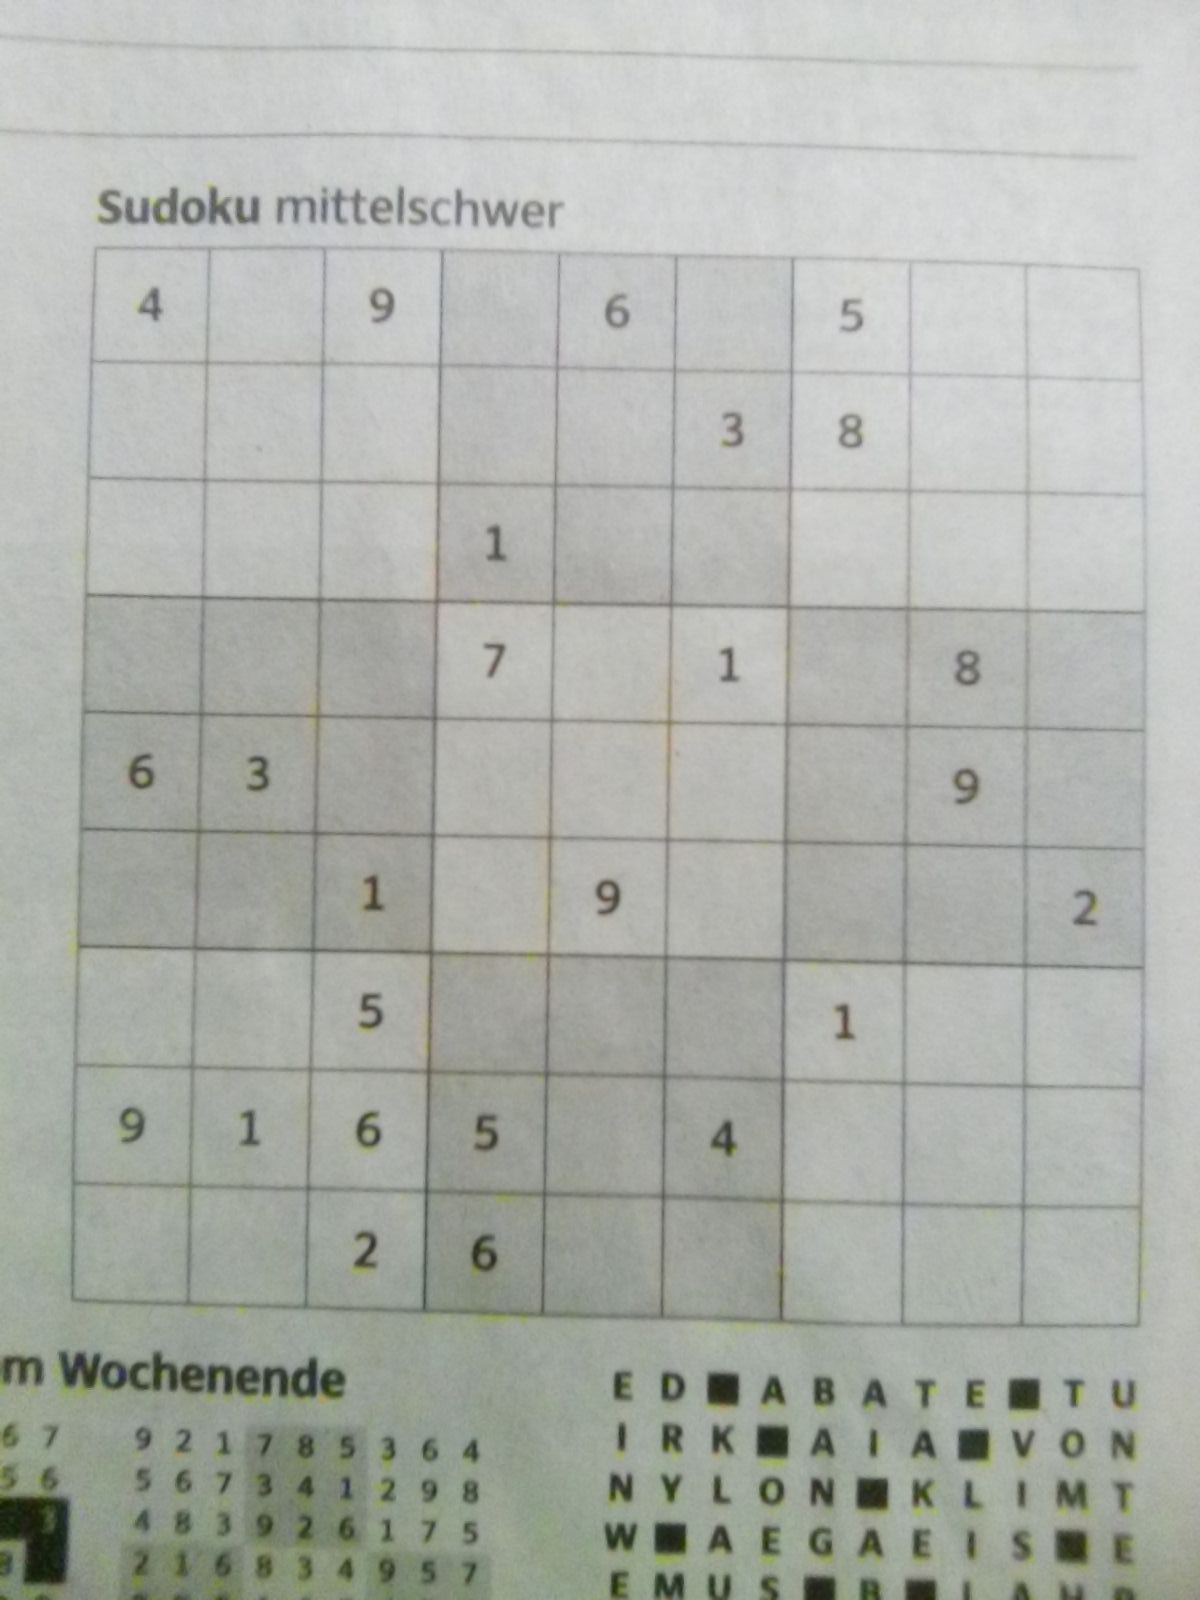 Sudoku mittelschwer
4 9 6 5
3 8
1
7 1 8
6 3 9
1 9 2
5 1
9 1 6 5 4
2 6
m Wochenende
6 7
5 6
3
9 2 1 7 8 5 3 6 4
5 6 7 3 4 1 2 9 8
4 8 3 9 2 6 1 7 5
2 1 6 8 3 4 9 5 7
E D ■ A B A T E ■ T U
I R K ■ A I A ■ V O N
N Y L O N ■ K L I M T
W ■ A E G A E I S ■ E
E M U S ■ B ■